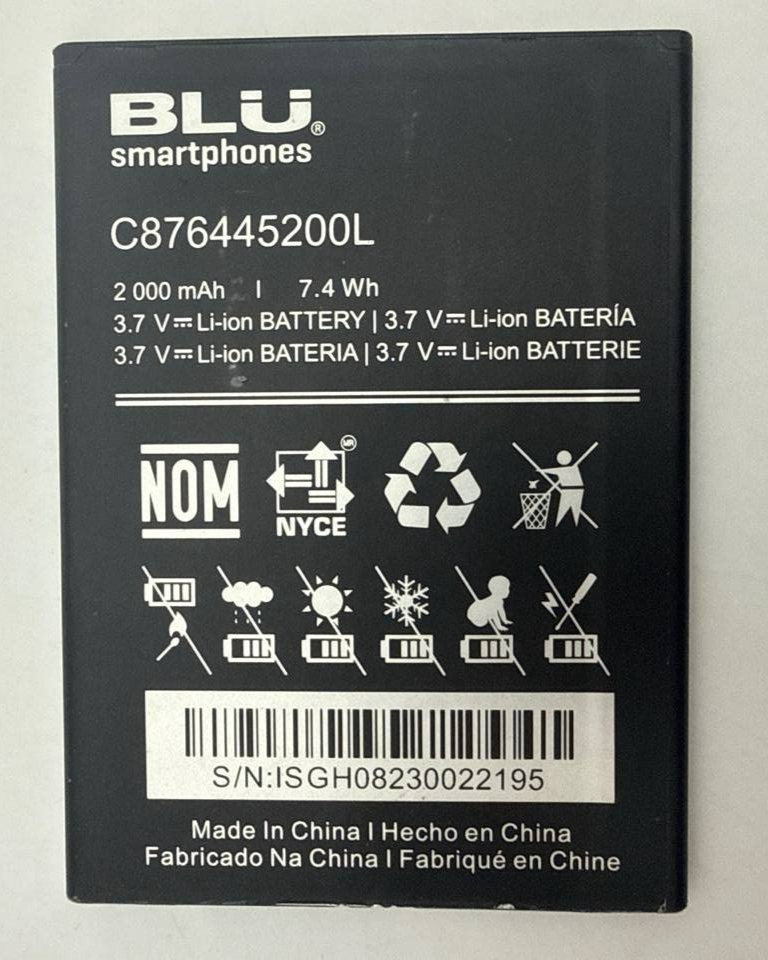 BLU®
smartphones
C876445200L
2 000 mAh | 7.4 Wh
3.7 V⎓Li-ion BATTERY | 3.7 V⎓Li-ion BATERÍA
3.7 V⎓Li-ion BATERIA | 3.7 V⎓Li-ion BATTERIE
NOM
MR
NYCE
S/N:ISGH08230022195
Made In China I Hecho en China
Fabricado Na China I Fabriqué en Chine